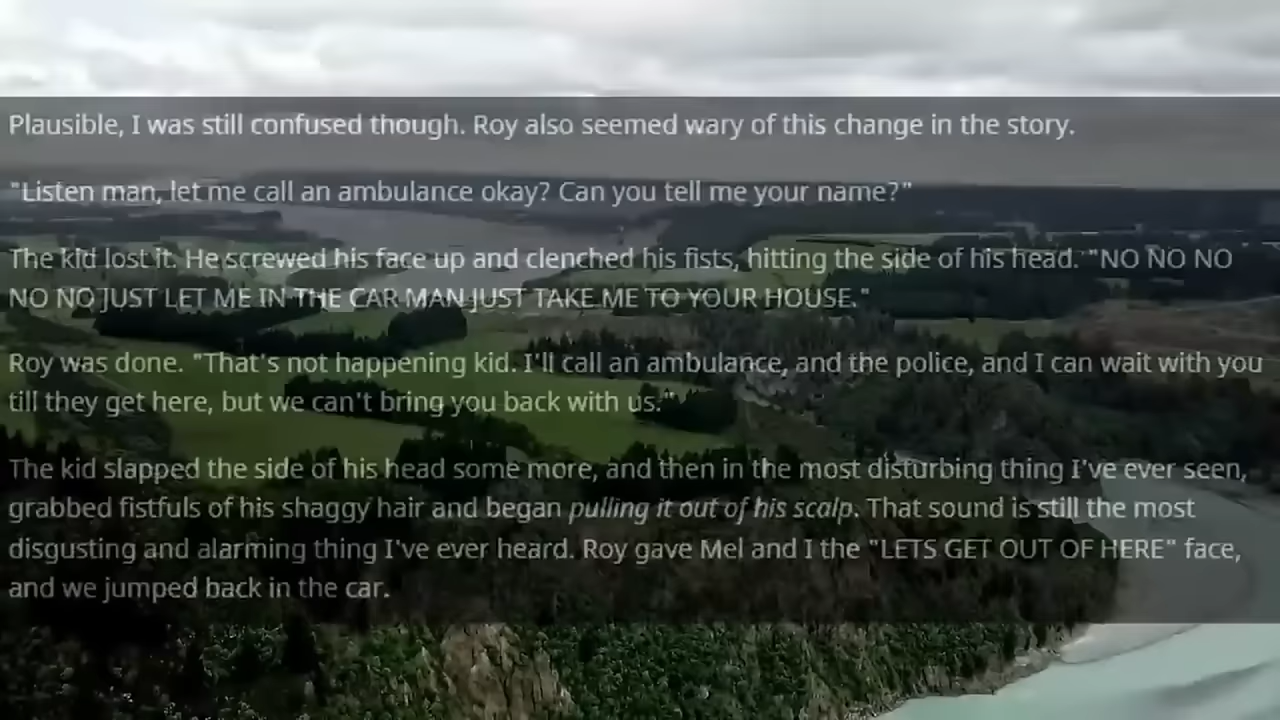 Plausible, I was still confused though. Roy also seemed wary of this change in the story.
"Listen man, let me call an ambulance okay? Can you tell me your name?"
The kid lost it. He screwed his face up and clenched his fists, hitting the side of his head. "NO NO NO
NO NO JUST LET ME IN THE CAR MAN JUST TAKE ME TO YOUR HOUSE."
Roy was done. "That's not happening kid. I'll call an ambulance, and the police, and I can wait with you
till they get here, but we can't bring you back with us."
The kid slapped the side of his head some more, and then in the most disturbing thing I've ever seen,
grabbed fistfuls of his shaggy hair and began pulling it out of his scalp. That sound is still the most
disgusting and alarming thing I've ever heard. Roy gave Mel and I the "LETS GET OUT OF HERE" face,
and we jumped back in the car.